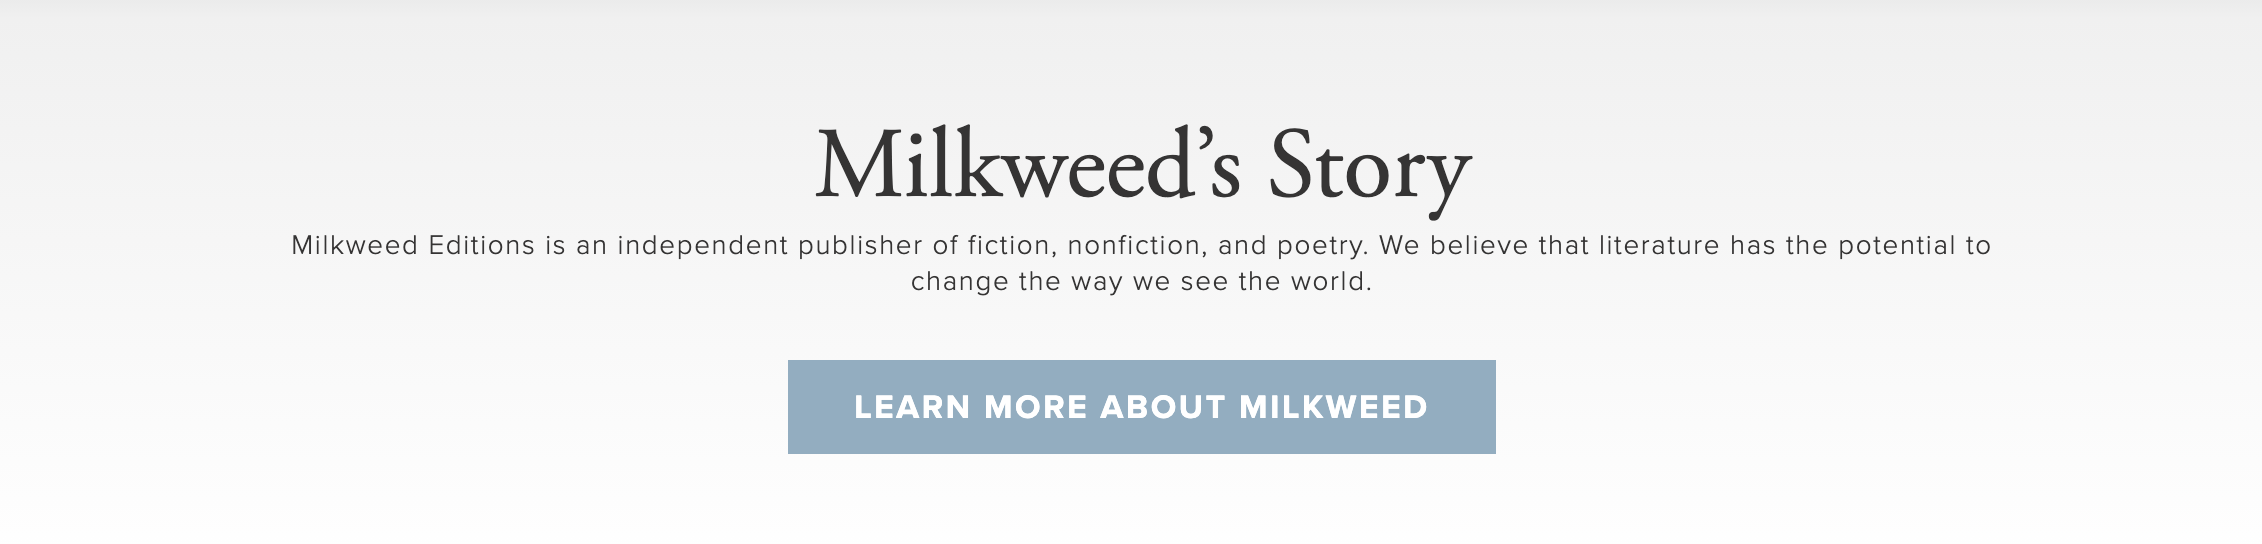 Milkweed’s Story
Milkweed Editions is an independent publisher of fiction, nonfiction, and poetry. We believe that literature has the potential to
change the way we see the world.
LEARN MORE ABOUT MILKWEED